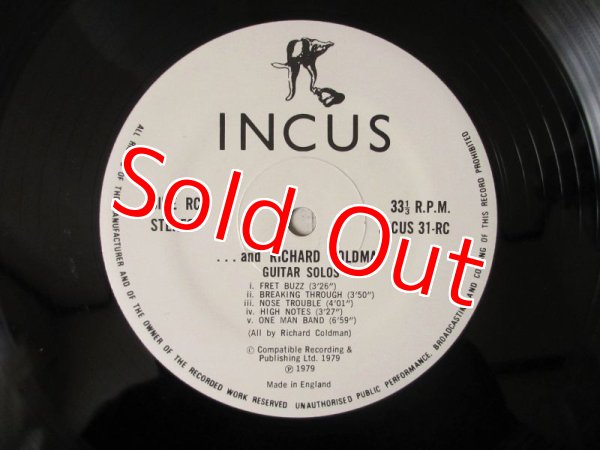 INCUS
SIDE RC
STEREO
33⅓ R.P.M.
CUS 31-RC
Sold Out
...and RICHARD COLDMAN
GUITAR SOLOS
i. FRET BUZZ (3'26")
ii. BREAKING THROUGH (3'50")
iii. NOSE TROUBLE (4'01")
iv. HIGH NOTES (3'27")
v. ONE MAN BAND (6'59")
(All by Richard Coldman)
© Compatible Recording &
Publishing Ltd. 1979
℗ 1979
Made in England
ALL OF THE MANUFACTURER AND OF THE OWNER OF THE RECORDED WORK RESERVED UNAUTHORISED PUBLIC PERFORMANCE, BROADCASTING AND COPYING OF THIS RECORD PROHIBITED